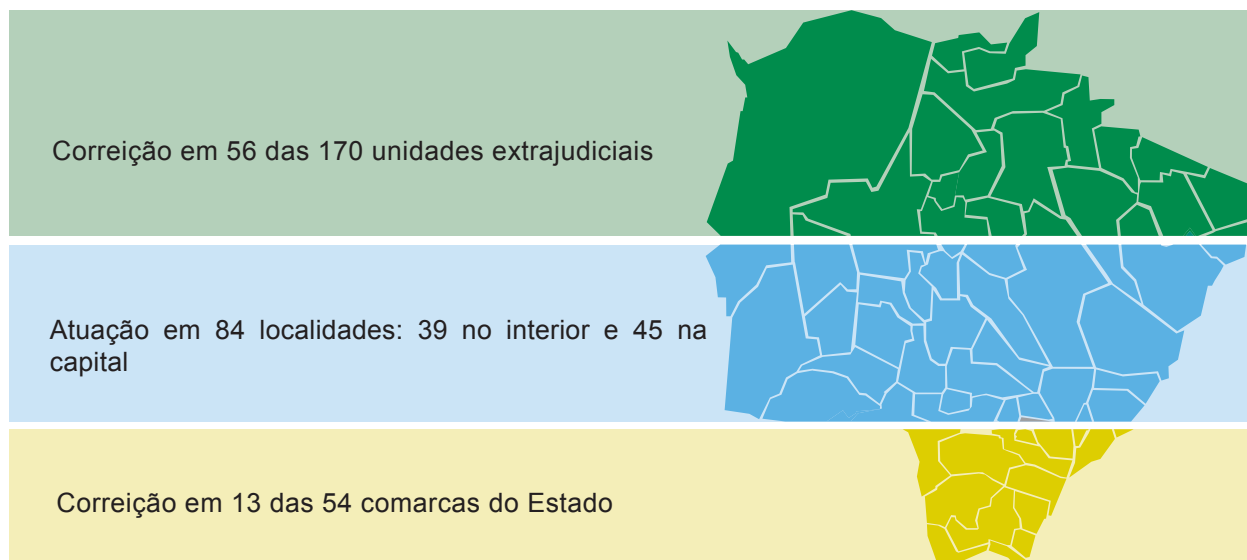 Correição em 56 das 170 unidades extrajudiciais
Atuação em 84 localidades: 39 no interior e 45 na
capital
Correição em 13 das 54 comarcas do Estado